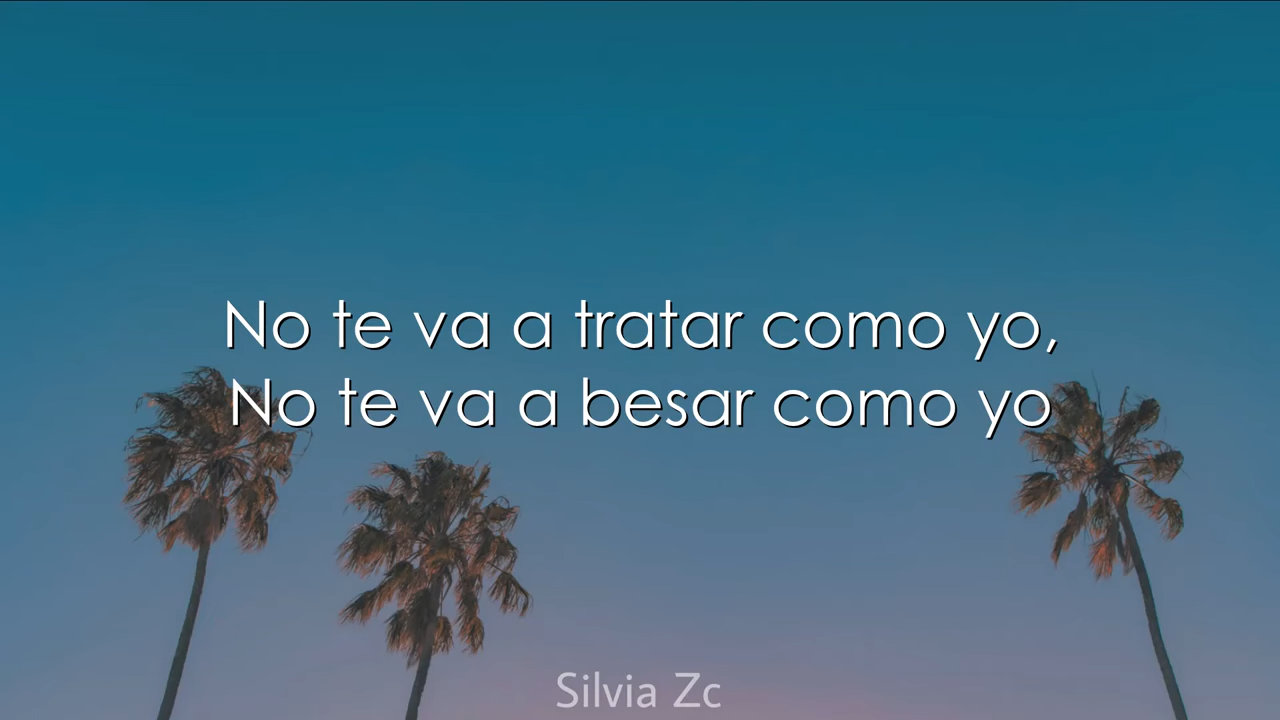 No te va a tratar como yo,
No te va a besar como yo
Silvia Zc